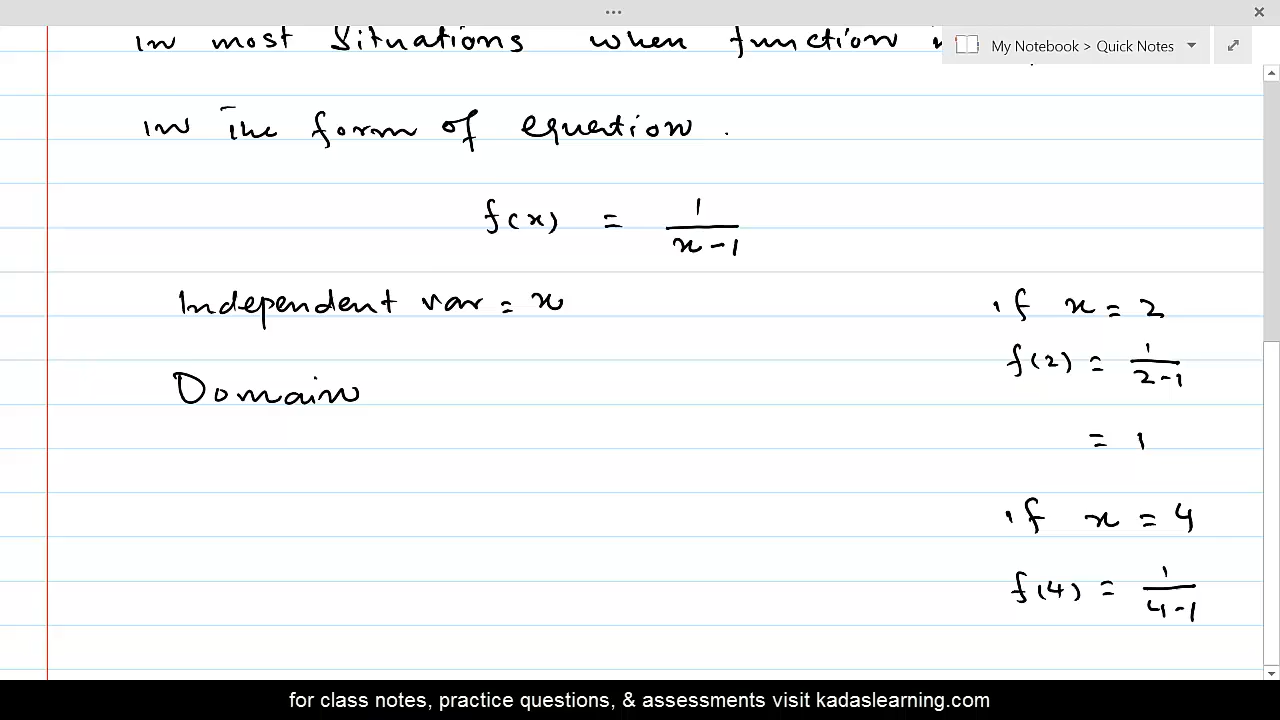 ...
×
in most situations when function
My Notebook > Quick Notes
in the form of equation .
f(x) = 1/(x-1)
Independent var = x
Domain
if x = 2
f(2) = 1/(2-1)
= 1
if x = 4
f(4) = 1/(4-1)
for class notes, practice questions, & assessments visit kadaslearning.com